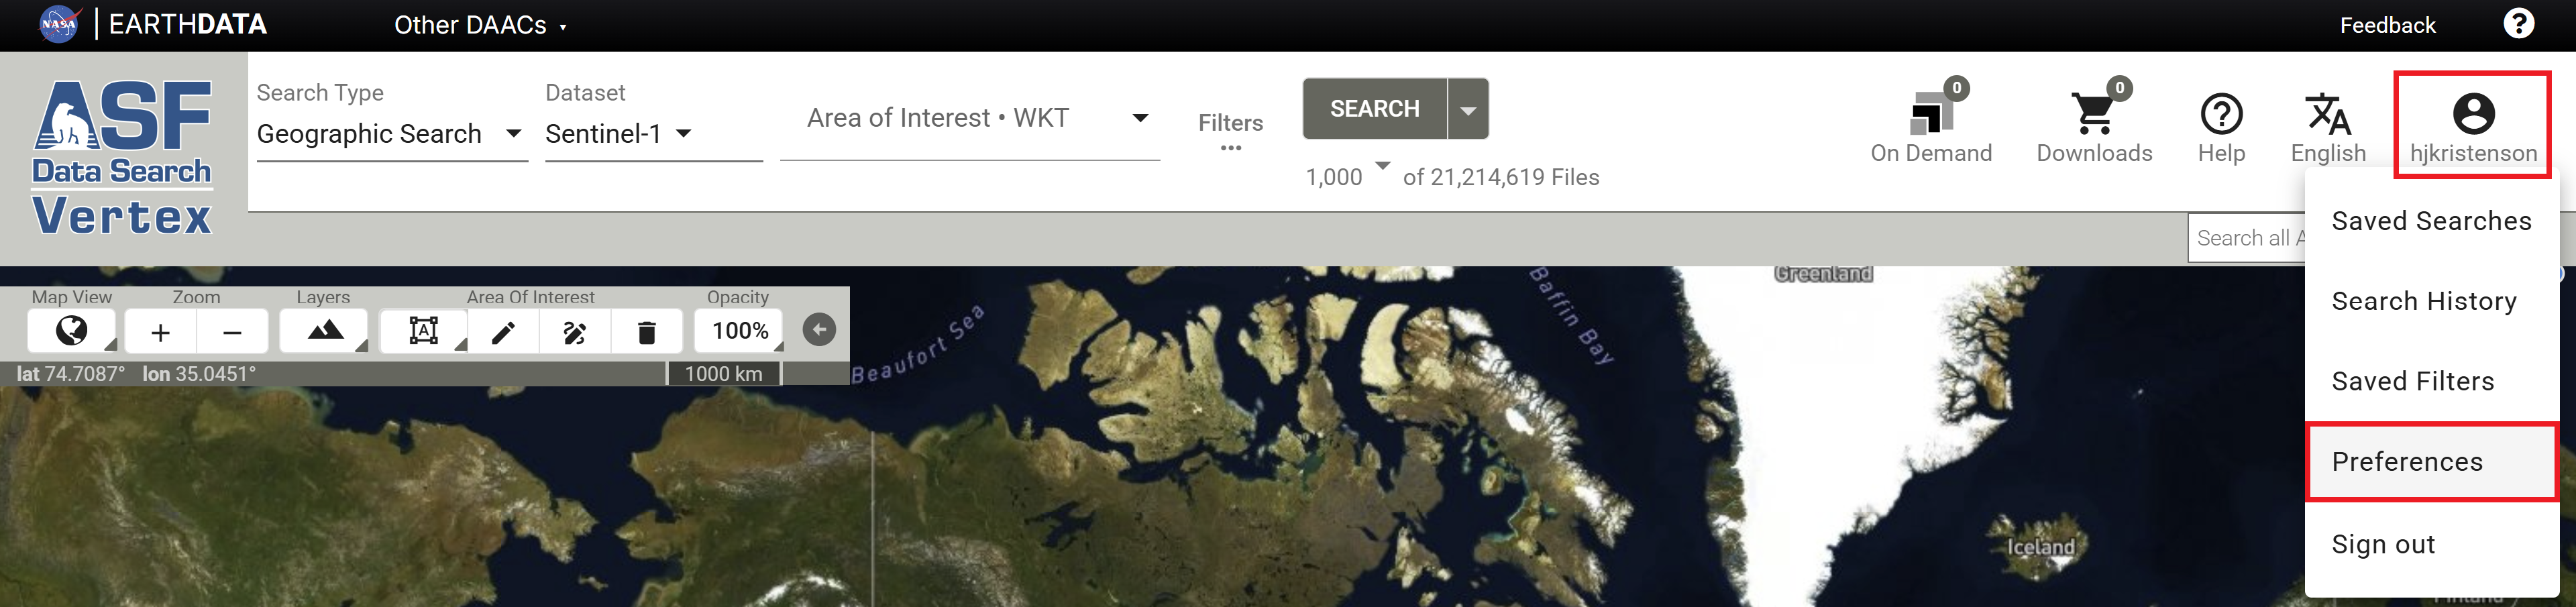 NASA
EARTHDATA
Other DAACs
Feedback
?
ASF
Data Search
Vertex
Search Type
Geographic Search
Dataset
Sentinel-1
Area of Interest • WKT
Filters
SEARCH
1,000 of 21,214,619 Files
0
On Demand
0
Downloads
Help
English
hjkristenson
Search all A
Saved Searches
Search History
Saved Filters
Preferences
Sign out
Map View
Zoom
Layers
Area Of Interest
Opacity
100%
lat 74.7087° lon 35.0451°
1000 km
Beaufort Sea
Baffin Bay
Greenland
Iceland